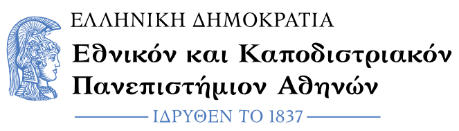 ΕΛΛΗΝΙΚΗ ΔΗΜΟΚΡΑΤΙΑ
Εθνικόν και Καποδιστριακόν
Πανεπιστήμιον Αθηνών
ΙΔΡΥΘΕΝ ΤΟ 1837